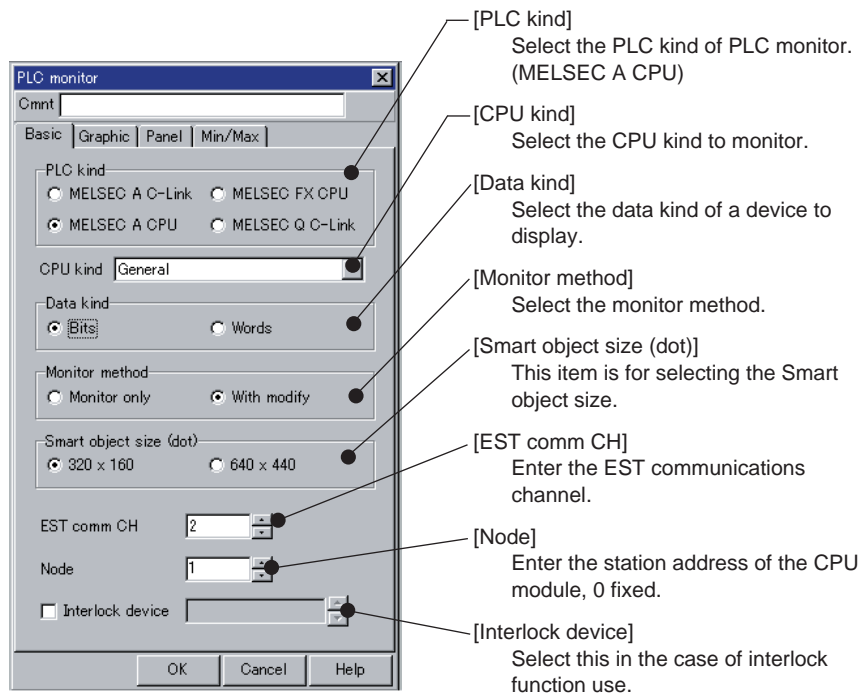 PLC monitor
Cmnt
Basic Graphic Panel Min/Max
PLC kind
MELSEC A C-Link MELSEC FX CPU
MELSEC A CPU MELSEC Q C-Link
CPU kind General
Data kind
Bits Words
Monitor method
Monitor only With modify
Smart object size (dot)
320 x 160 640 x 440
EST comm CH 2
Node 1
Interlock device
OK Cancel Help
[PLC kind]
Select the PLC kind of PLC monitor.
(MELSEC A CPU)
[CPU kind]
Select the CPU kind to monitor.
[Data kind]
Select the data kind of a device to
display.
[Monitor method]
Select the monitor method.
[Smart object size (dot)]
This item is for selecting the Smart
object size.
[EST comm CH]
Enter the EST communications
channel.
[Node]
Enter the station address of the CPU
module, 0 fixed.
[Interlock device]
Select this in the case of interlock
function use.